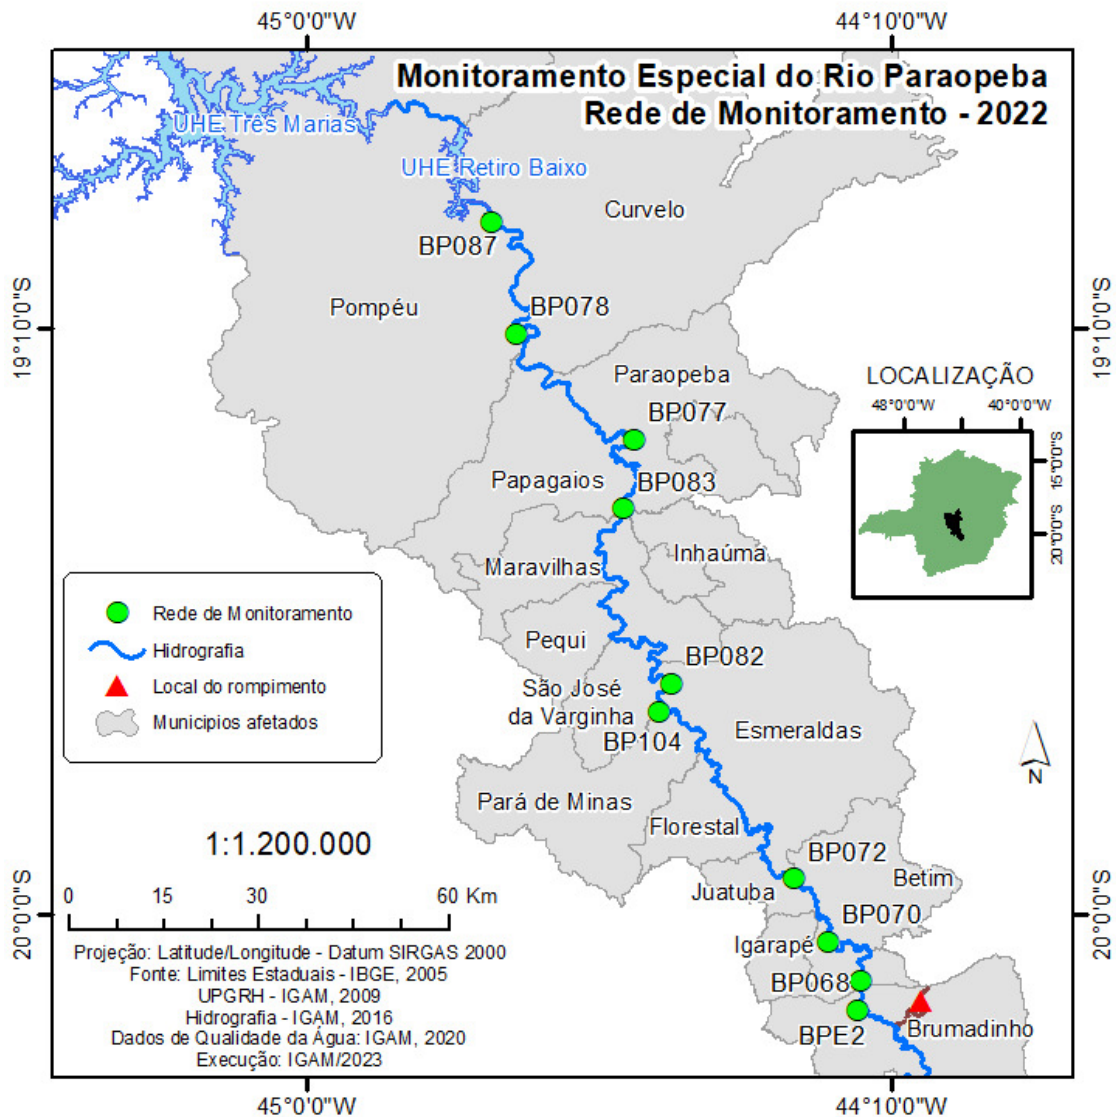 45°0'0"W
44°10'0"W
Monitoramento Especial do Rio Paraopeba
Rede de Monitoramento - 2022
UHE Três Marias
UHE Retiro Baixo
Curvelo
BP087
Pompéu
BP078
19°10'0"S
19°10'0"S
Paraopeba
BP077
LOCALIZAÇÃO
48°0'0"W
40°0'0"W
15°0'0"S
20°0'0"S
Papagaios
BP083
Maravilhas
Inhaúma
Rede de Monitoramento
Hidrografia
Local do rompimento
Municipios afetados
Pequi
BP082
São José
da Varginha
BP104
Esmeraldas
N
Pará de Minas
Florestal
1:1.200.000
0 15 30 60 Km
BP072
Juatuba
Betim
BP070
20°0'0"S
20°0'0"S
Igarapé
BP068
BPE2
Brumadinho
Projeção: Latitude/Longitude - Datum SIRGAS 2000
Fonte: Limites Estaduais - IBGE, 2005
UPGRH - IGAM, 2009
Hidrografia - IGAM, 2016
Dados de Qualidade da Água: IGAM, 2020
Execução: IGAM/2023
45°0'0"W
44°10'0"W